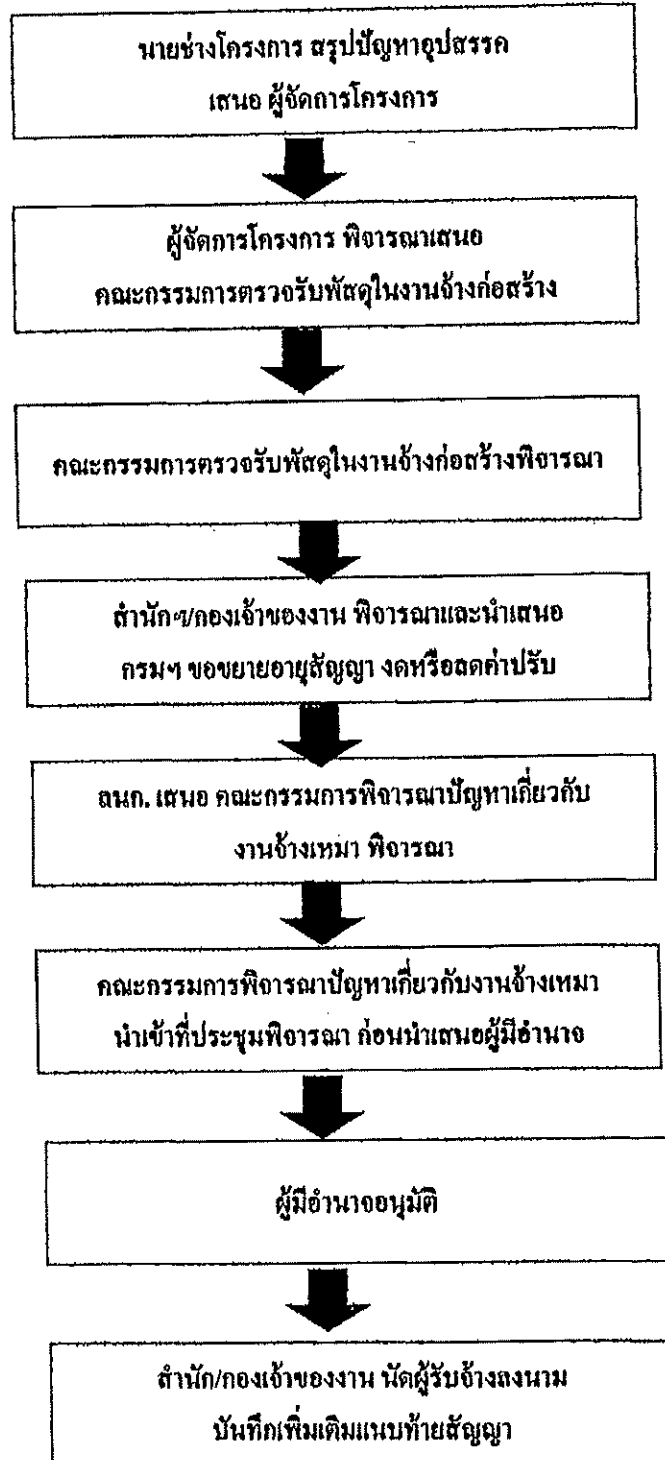 นายช่างโครงการ สรุปปัญหาอุปสรรค
เสนอ ผู้จัดการโครงการ
ผู้จัดการโครงการ พิจารณาเสนอ
คณะกรรมการตรวจรับพัสดุในงานจ้างก่อสร้าง
คณะกรรมการตรวจรับพัสดุในงานจ้างก่อสร้างพิจารณา
สำนักฯ/กองเจ้าของงาน พิจารณาและนำเสนอ
กรมฯ ขอขยายอายุสัญญา งดหรือลดค่าปรับ
ลนก. เสนอ คณะกรรมการพิจารณาปัญหาเกี่ยวกับ
งานจ้างเหมา พิจารณา
คณะกรรมการพิจารณาปัญหาเกี่ยวกับงานจ้างเหมา
นำเข้าที่ประชุมพิจารณา ก่อนนำเสนอผู้มีอำนาจ
ผู้มีอำนาจอนุมัติ
สำนัก/กองเจ้าของงาน นัดผู้รับจ้างลงนาม
บันทึกเพิ่มเติมแนบท้ายสัญญา